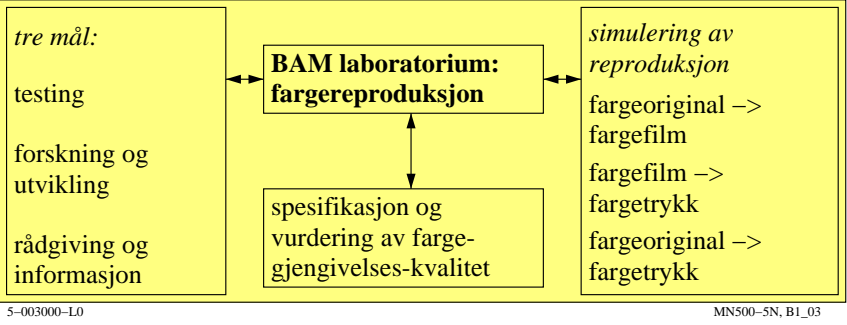 tre mål:
testing
forskning og
utvikling
rådgiving og
informasjon
BAM laboratorium:
fargereproduksjon
spesifikasjon og
vurdering av farge-
gjengivelses-kvalitet
simulering av
reproduksjon
fargeoriginal −>
fargefilm
fargefilm −>
fargetrykk
fargeoriginal −>
fargetrykk
5−003000−L0
MN500−5N, B1_03